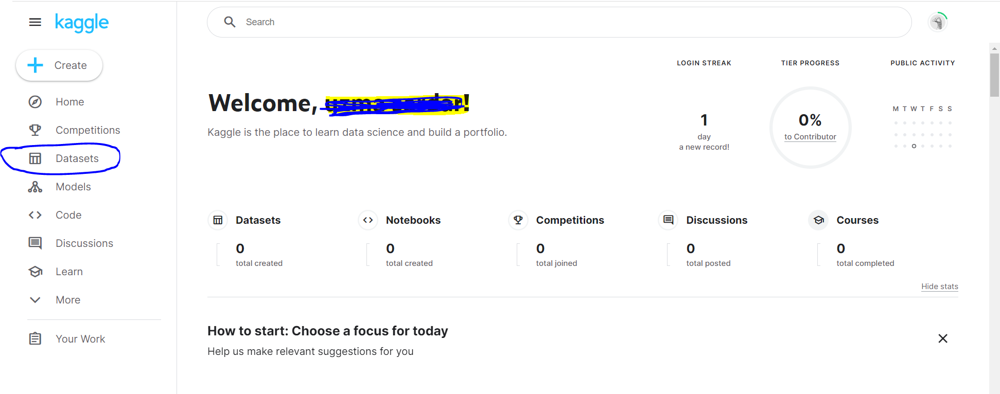 kaggle
Search
Create
Home
Competitions
Datasets
Models
Code
Discussions
Learn
More
Your Work
LOGIN STREAK
TIER PROGRESS
PUBLIC ACTIVITY
Welcome, !
Kaggle is the place to learn data science and build a portfolio.
1
day
a new record!
0%
to Contributor
M T W T F S S
Datasets
0
total created
Notebooks
0
total created
Competitions
0
total joined
Discussions
0
total posted
Courses
0
total completed
Hide stats
How to start: Choose a focus for today
Help us make relevant suggestions for you